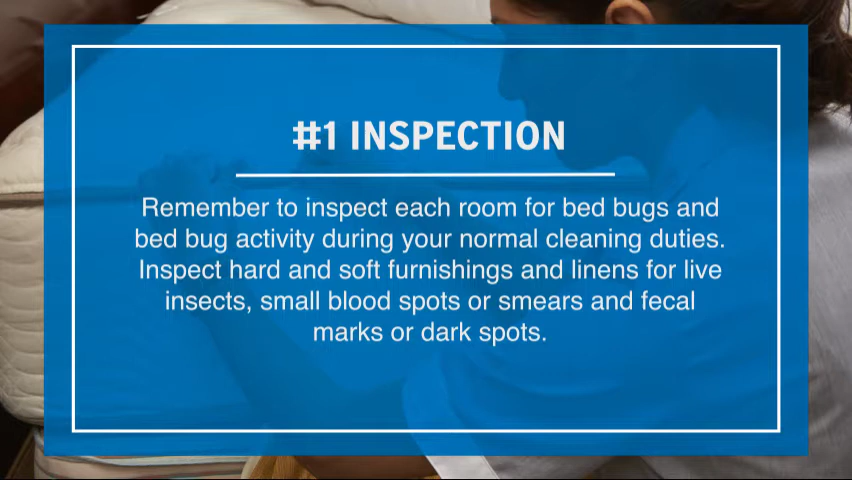 #1 INSPECTION
Remember to inspect each room for bed bugs and
bed bug activity during your normal cleaning duties.
Inspect hard and soft furnishings and linens for live
insects, small blood spots or smears and fecal
marks or dark spots.